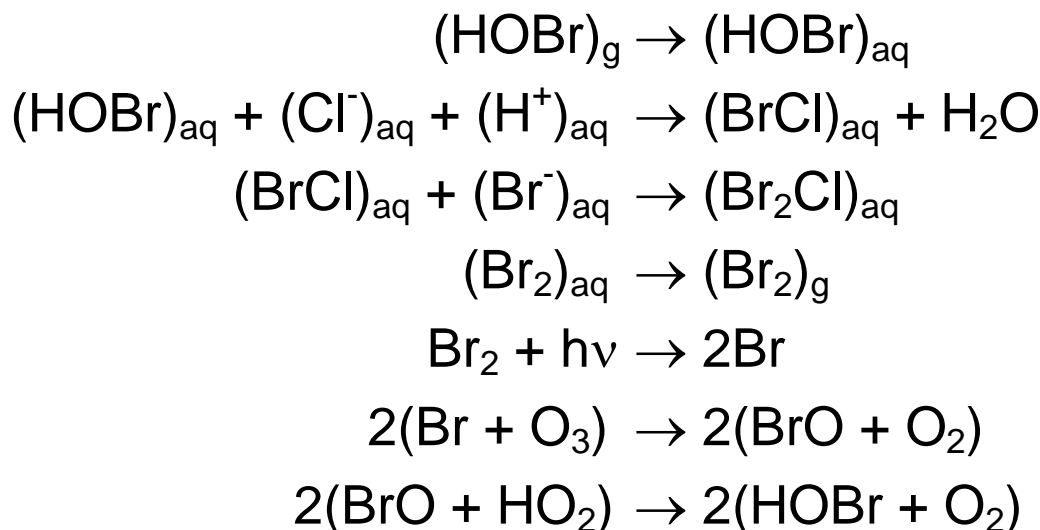 (HOBr)g → (HOBr)aq
(HOBr)aq + (Cl⁻)aq + (H⁺)aq → (BrCl)aq + H₂O
(BrCl)aq + (Br⁻)aq → (Br₂Cl)aq
(Br₂)aq → (Br₂)g
Br₂ + hν → 2Br
2(Br + O₃) → 2(BrO + O₂)
2(BrO + HO₂) → 2(HOBr + O₂)